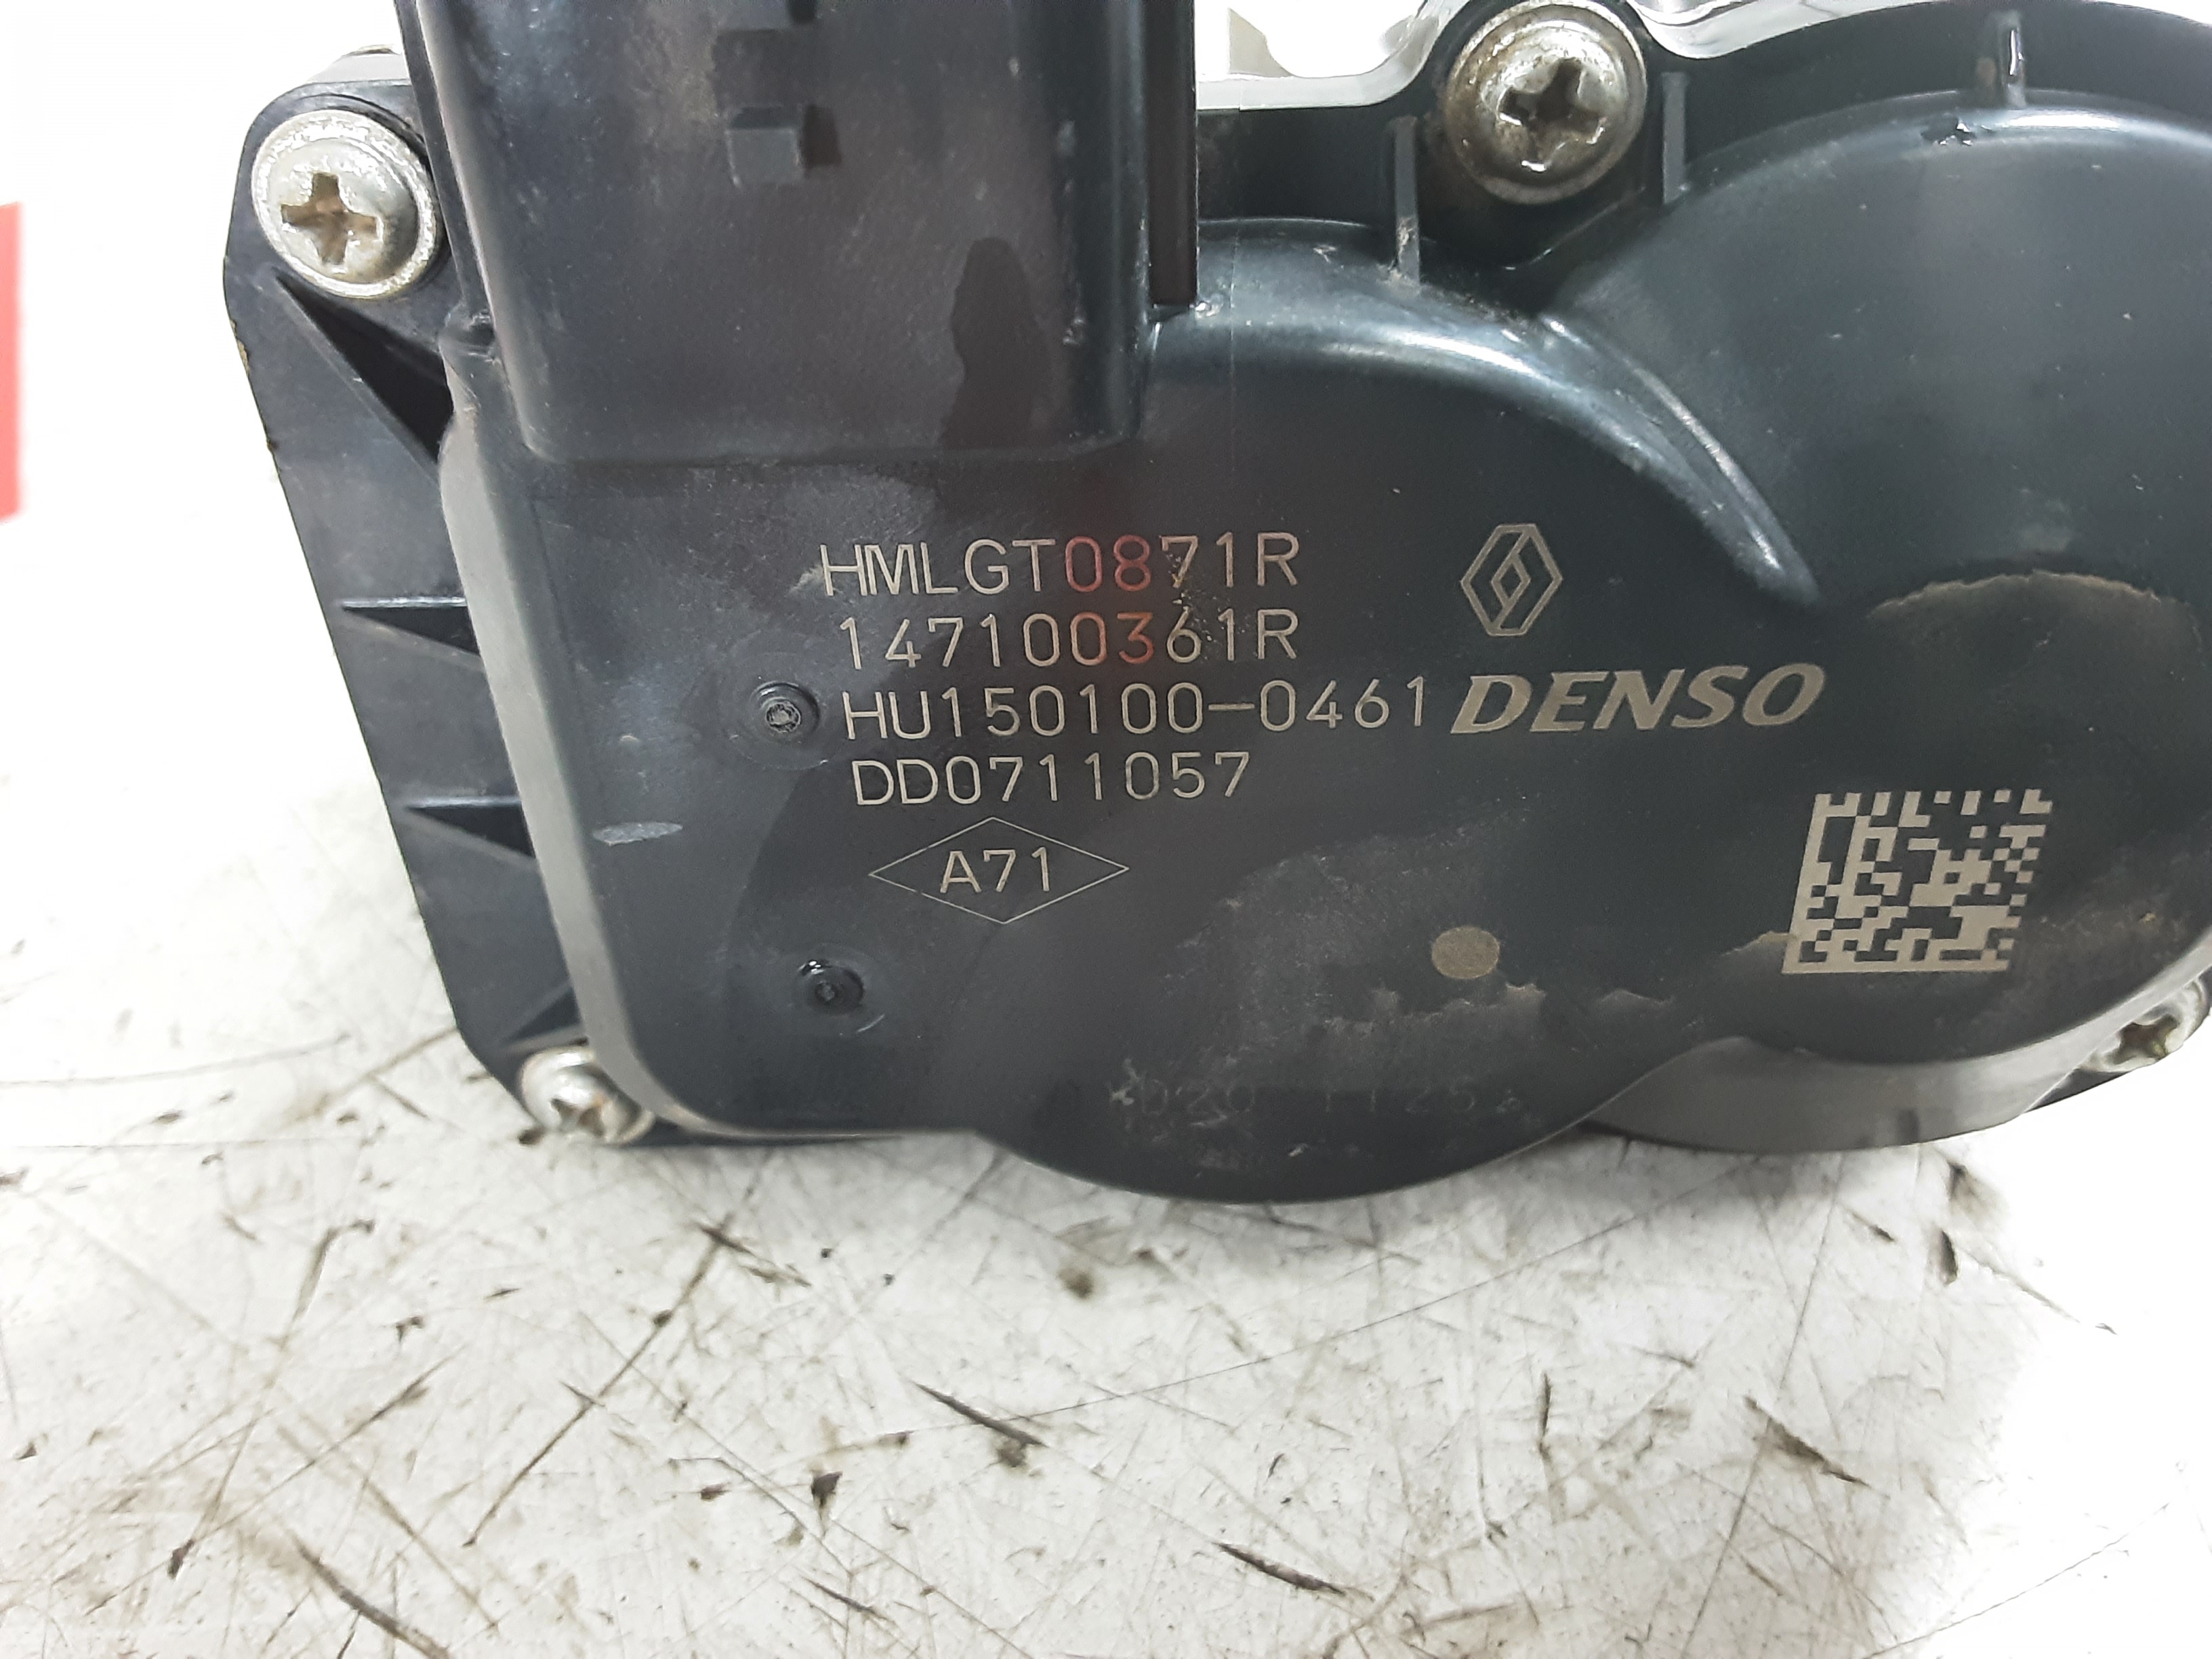 HMLGT0871R
147100361R
HU150100-0461 DENSO
DD0711057
A71